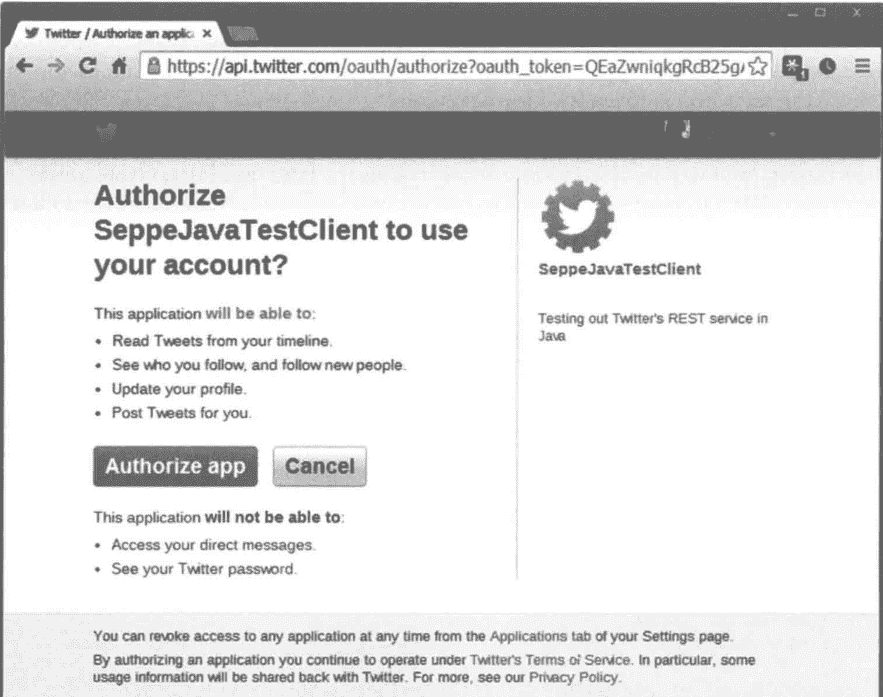 Twitter / Authorize an applic
https://api.twitter.com/oauth/authorize?oauth_token=QEaZwniqkgRcB25g
Authorize
SeppeJavaTestClient to use
your account?
This application will be able to:
• Read Tweets from your timeline.
• See who you follow, and follow new people.
• Update your profile.
• Post Tweets for you.
Authorize app Cancel
This application will not be able to:
• Access your direct messages.
• See your Twitter password.
SeppeJavaTestClient
Testing out Twitter's REST service in
Java
You can revoke access to any application at any time from the Applications tab of your Settings page.
By authorizing an application you continue to operate under Twitter's Terms of Service. In particular, some
usage information will be shared back with Twitter. For more, see our Privacy Policy.